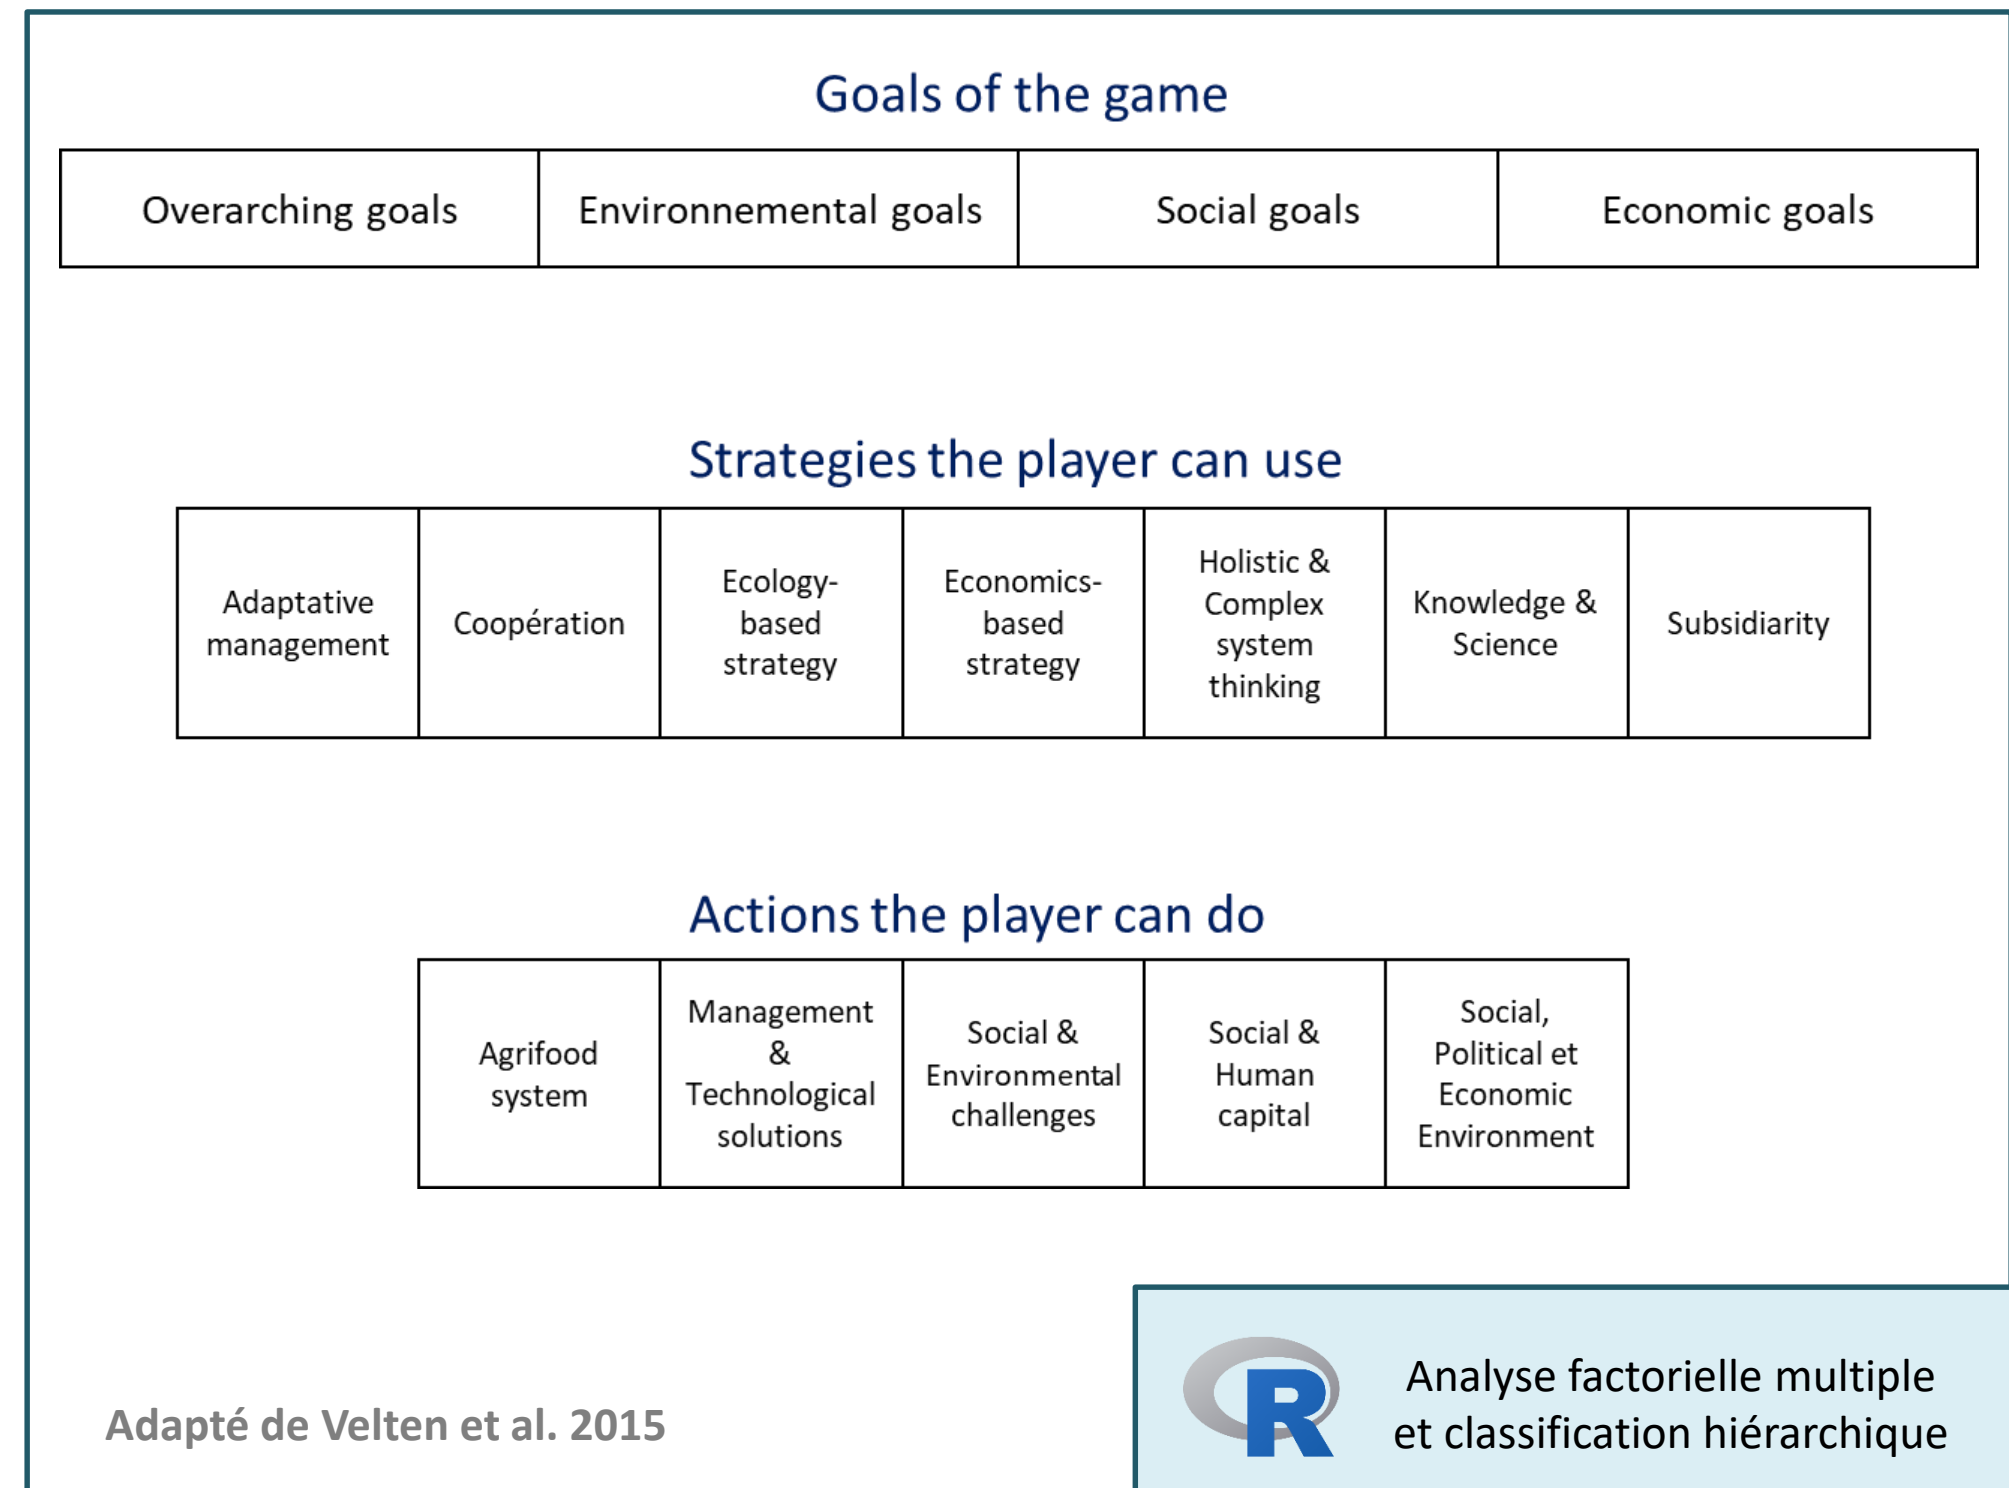 Goals of the game
Overarching goals
Environnemental goals
Social goals
Economic goals
Strategies the player can use
Adaptative
management
Coopération
Ecology-
based
strategy
Economics-
based
strategy
Holistic &
Complex
system
thinking
Knowledge &
Science
Subsidiarity
Actions the player can do
Agrifood
system
Management
&
Technological
solutions
Social &
Environmental
challenges
Social &
Human
capital
Social,
Political et
Economic
Environment
Adapté de Velten et al. 2015
R
Analyse factorielle multiple
et classification hiérarchique